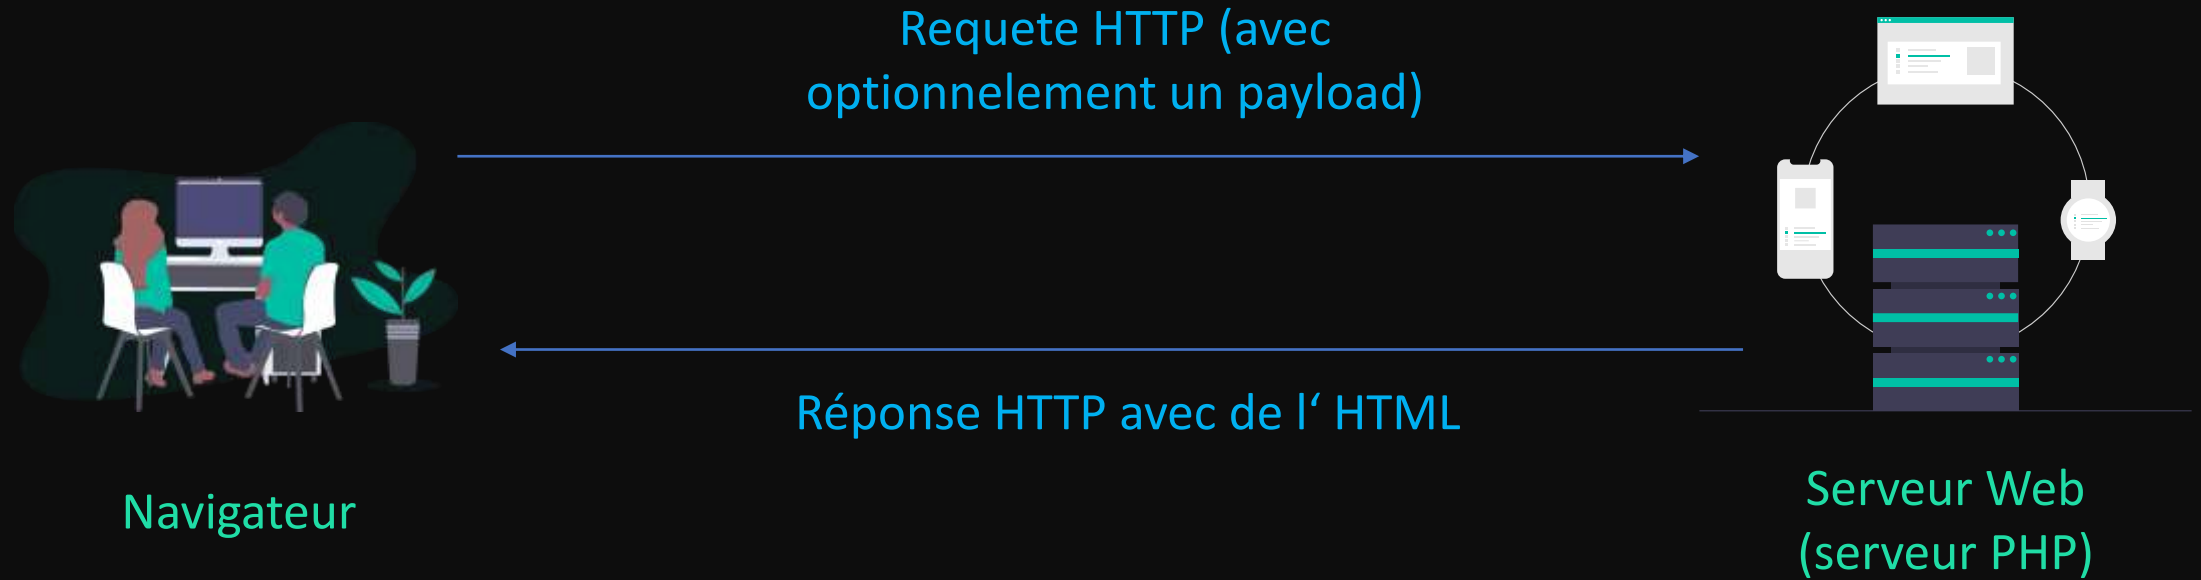 Requete HTTP (avec
optionnelement un payload)
Réponse HTTP avec de l‘ HTML
Navigateur
Serveur Web
(serveur PHP)